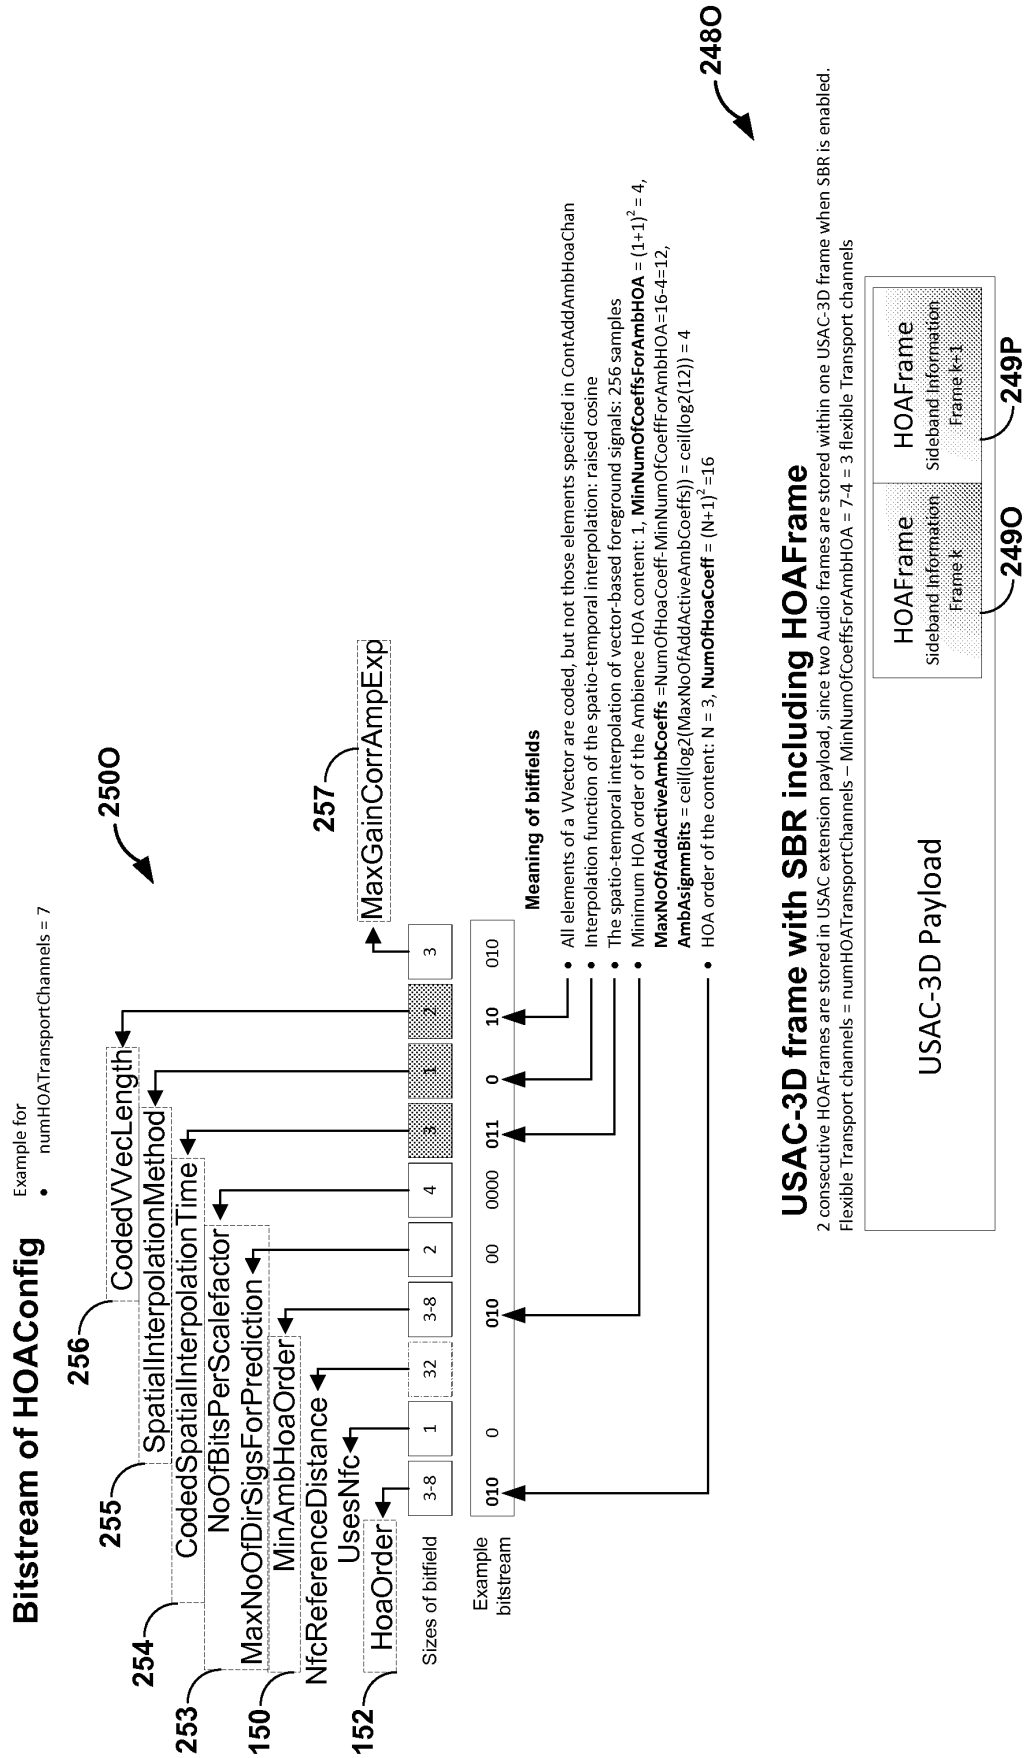 Bitstream of HOAConfig
Example for
• numHOATransportChannels = 7
250O
256
CodedVVecLength
255
SpatialInterpolationMethod
254
CodedSpatialInterpolationTime
253
NoOfBitsPerScalefactor
MaxNoOfDirSigsForPrediction
150
MinAmbHoaOrder
NfcReferenceDistance
UsesNfc
152
HoaOrder
257
MaxGainCorrAmpExp
Sizes of bitfield
3-8 1 32 3-8 2 4 3 1 2 3
Example
bitstream
010 0 010 00 0000 011 0 10 010
Meaning of bitfields
• All elements of a VVector are coded, but not those elements specified in ContAddAmbHoaChan
• Interpolation function of the spatio-temporal interpolation: raised cosine
• The spatio-temporal interpolation of vector-based foreground signals: 256 samples
• Minimum HOA order of the Ambience HOA content: 1, MinNumOfCoeffsForAmbHOA = (1+1)² = 4,
MaxNoOfAddActiveAmbCoeffs =NumOfHoaCoeff-MinNumOfCoeffForAmbHOA=16-4=12,
AmbAsignmBits = ceil(log2(MaxNoOfAddActiveAmbCoeffs)) = ceil(log2(12)) = 4
• HOA order of the content: N = 3, NumOfHoaCoeff = (N+1)² =16
248O
USAC-3D frame with SBR including HOAFrame
2 consecutive HOAFrames are stored in USAC extension payload, since two Audio frames are stored within one USAC-3D frame when SBR is enabled.
Flexible Transport channels = numHOATransportChannels – MinNumOfCoeffsForAmbHOA = 7-4 = 3 flexible Transport channels
USAC-3D Payload
HOAFrame
Sideband Information
Frame k
HOAFrame
Sideband Information
Frame k+1
249O
249P